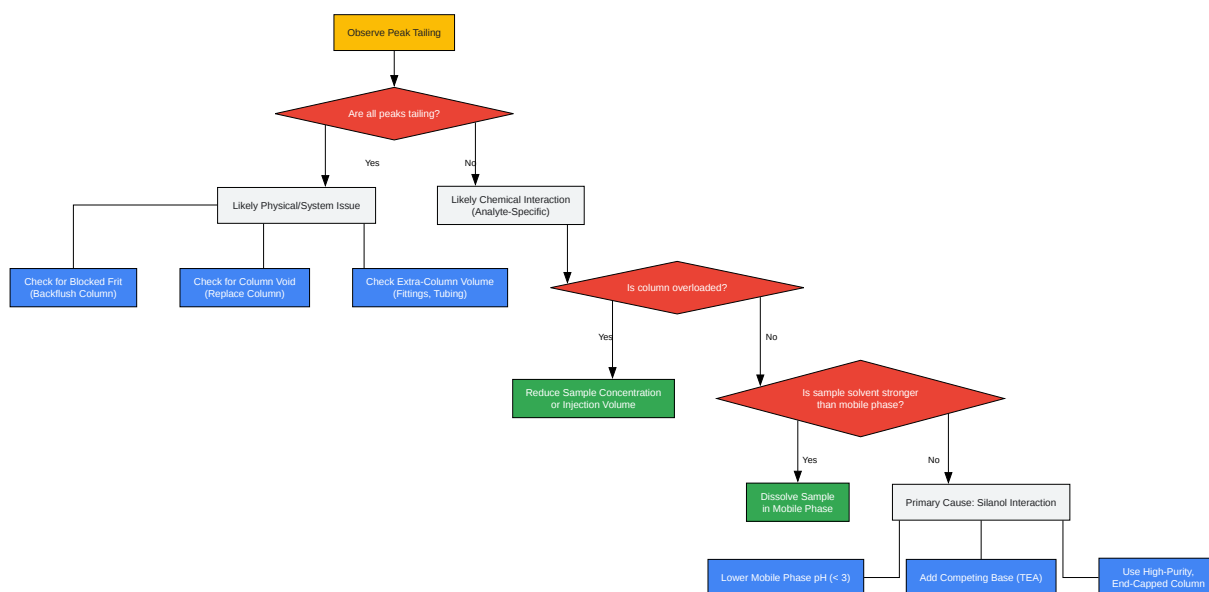 Observe Peak Tailing
Are all peaks tailing?
Yes
No
Likely Physical/System Issue
Likely Chemical Interaction
(Analyte-Specific)
Check for Blocked Frit
(Backflush Column)
Check for Column Void
(Replace Column)
Check Extra-Column Volume
(Fittings, Tubing)
Is column overloaded?
Yes
No
Reduce Sample Concentration
or Injection Volume
Is sample solvent stronger
than mobile phase?
Yes
No
Dissolve Sample
in Mobile Phase
Primary Cause: Silanol Interaction
Lower Mobile Phase pH (< 3)
Add Competing Base (TEA)
Use High-Purity,
End-Capped Column